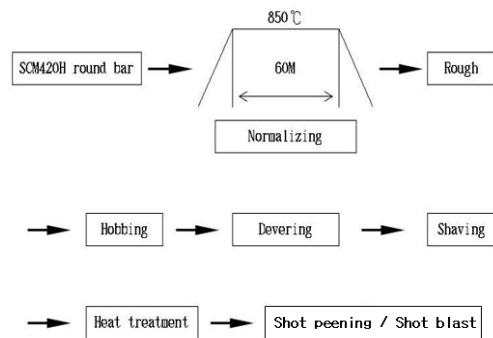 850℃
SCM420H round bar
60M
Rough
Normalizing
Hobbing
Devering
Shaving
Heat treatment
Shot peening / Shot blast